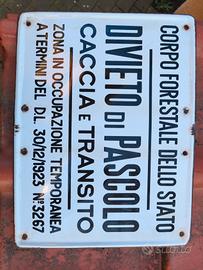 CORPO FORESTALE DELLO STATO
DIVIETO DI PASCOLO
CACCIA E TRANSITO
ZONA IN OCCUPAZIONE TEMPORANEA
A TERMINI DEL D.L. 30/12/1923 N° 3267
Subito